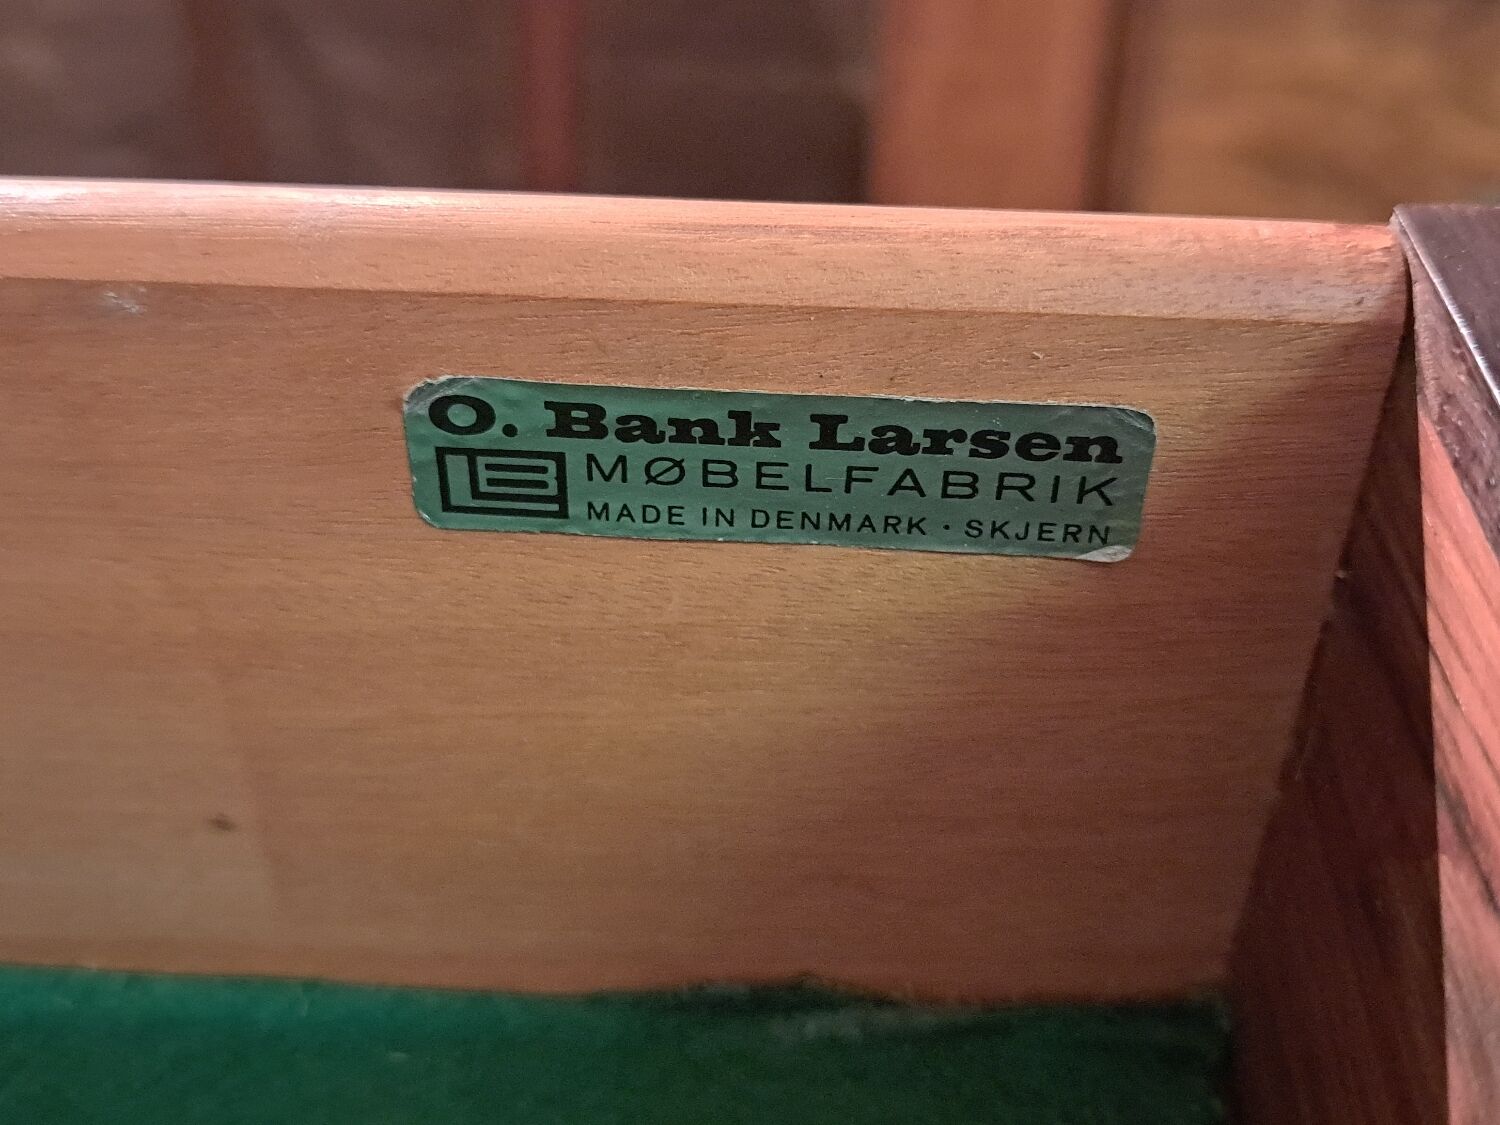 O. Bank Larsen
MØBELFABRIK
MADE IN DENMARK · SKJERN